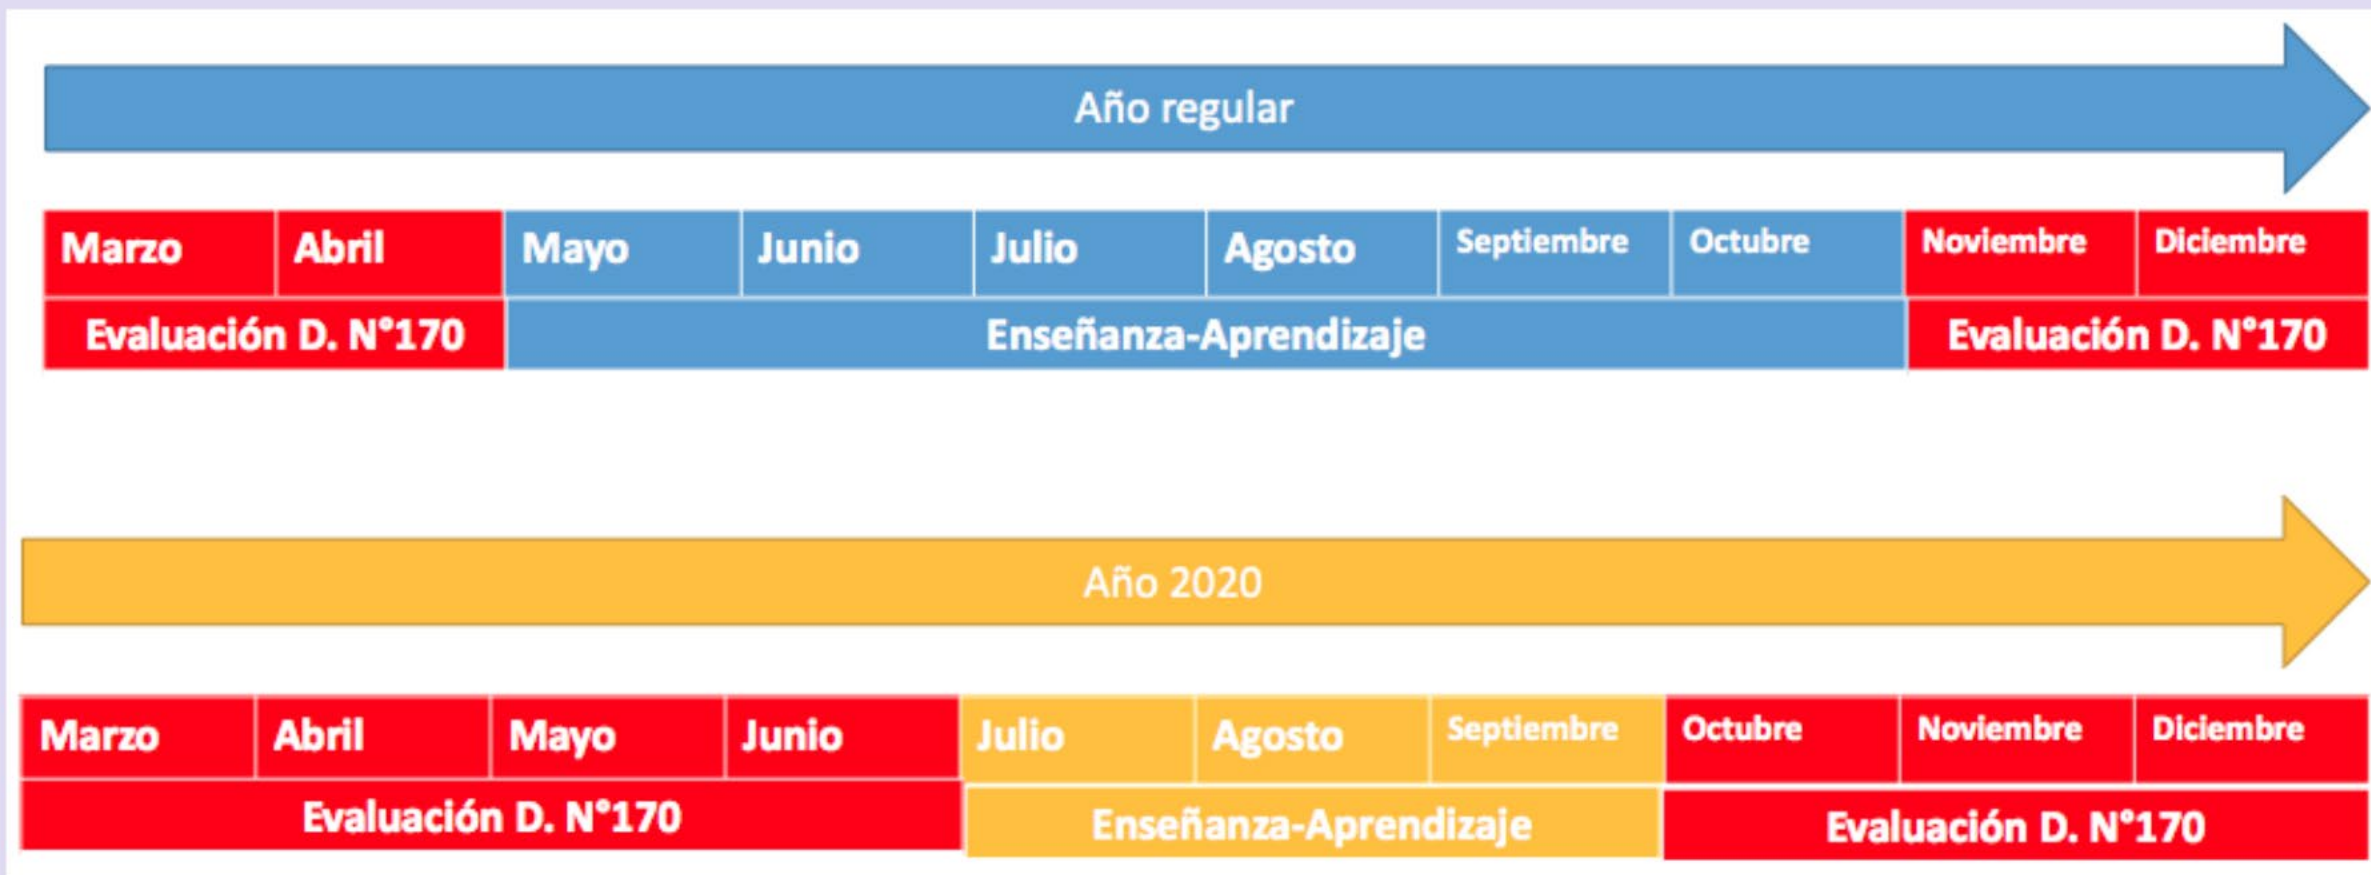 Año regular
Marzo Abril Mayo Junio Julio Agosto Septiembre Octubre Noviembre Diciembre
Evaluación D. N°170 Enseñanza-Aprendizaje Evaluación D. N°170
Año 2020
Marzo Abril Mayo Junio Julio Agosto Septiembre Octubre Noviembre Diciembre
Evaluación D. N°170 Enseñanza-Aprendizaje Evaluación D. N°170